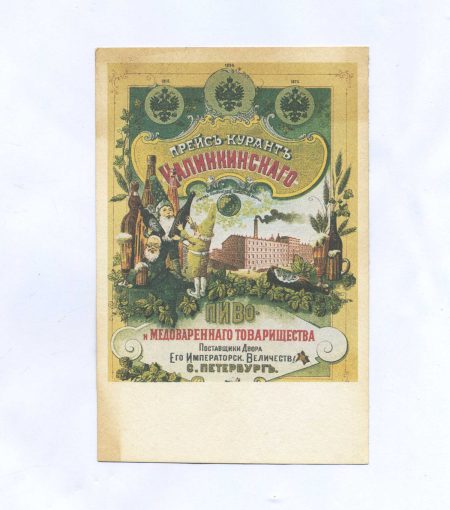 ПРЕЙСЪ КУРАНТЪ
КАЛИНКИНСКАГО
ПИВО-
и МЕДОВАРЕННАГО ТОВАРИЩЕСТВА
Поставщики Двора
Его Императорск. Величества
С. ПЕТЕРБУРГЪ.